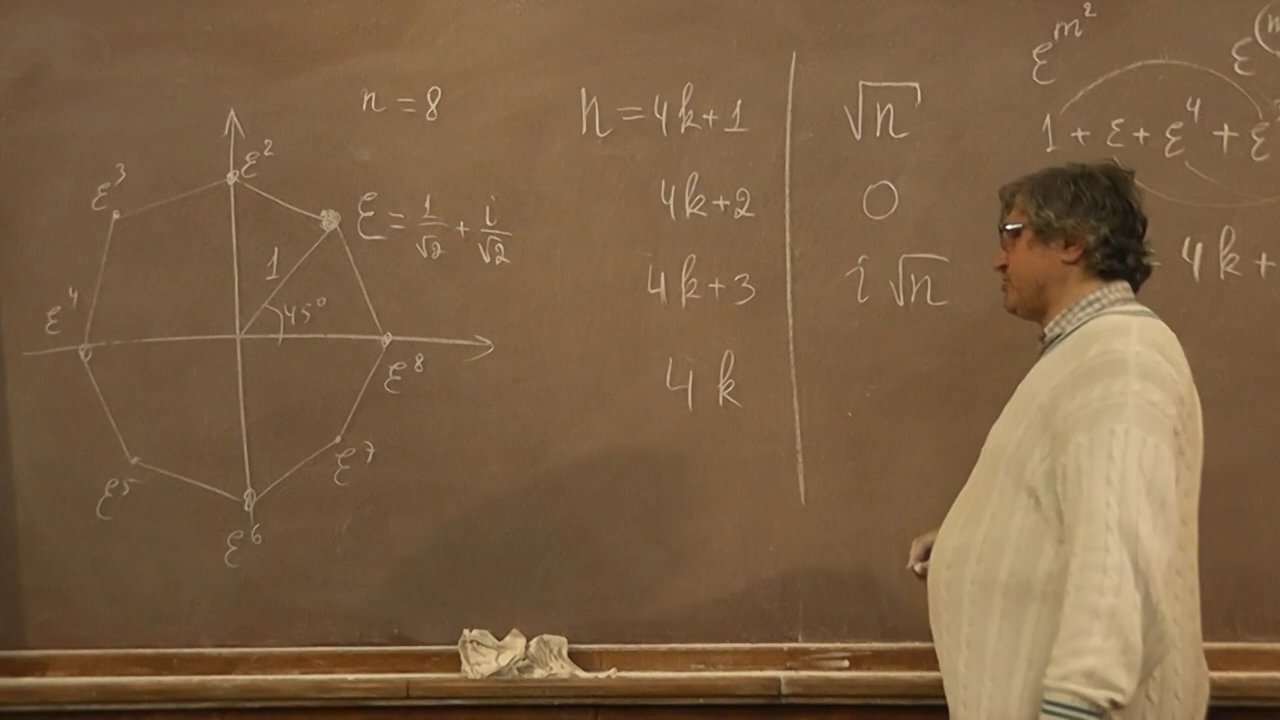 n = 8
ε²
ε³
ε = 1/√2 + i/√2
1
45°
ε⁴
ε⁸
ε⁷
ε⁵
ε⁶
n = 4k+1 √n
4k+2 0
4k+3 i√n
4k
ε^m²
1 + ε + ε⁴ + ε
4k+